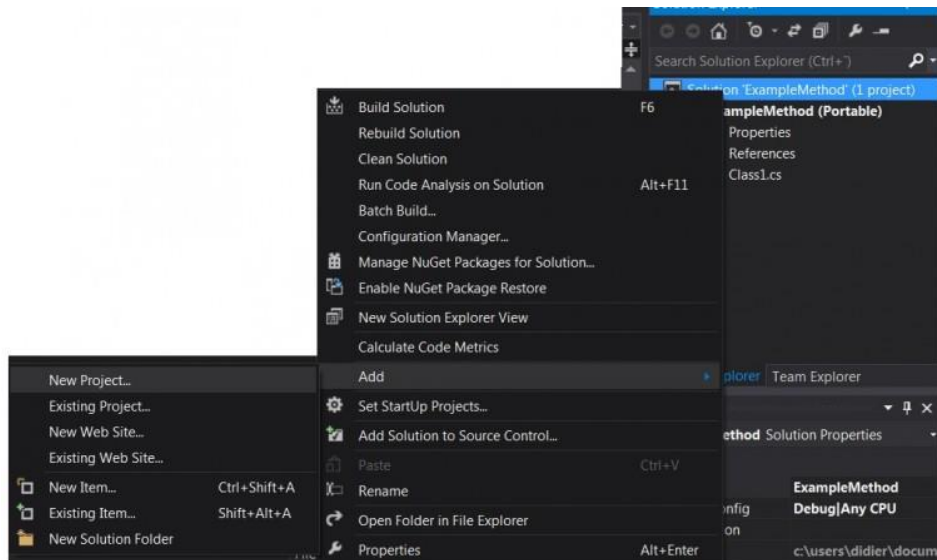 Search Solution Explorer (Ctrl+¨)
Solution 'ExampleMethod' (1 project)
ampleMethod (Portable)
Properties
References
Class1.cs
Build Solution F6
Rebuild Solution
Clean Solution
Run Code Analysis on Solution Alt+F11
Batch Build...
Configuration Manager...
Manage NuGet Packages for Solution...
Enable NuGet Package Restore
New Solution Explorer View
Calculate Code Metrics
Add
Set StartUp Projects...
Add Solution to Source Control...
Paste Ctrl+V
Rename
Open Folder in File Explorer
Properties Alt+Enter
New Project...
Existing Project...
New Web Site...
Existing Web Site...
New Item... Ctrl+Shift+A
Existing Item... Shift+Alt+A
New Solution Folder
plorer Team Explorer
ethod Solution Properties
ExampleMethod
nfig Debug|Any CPU
on
c:\users\didier\docum